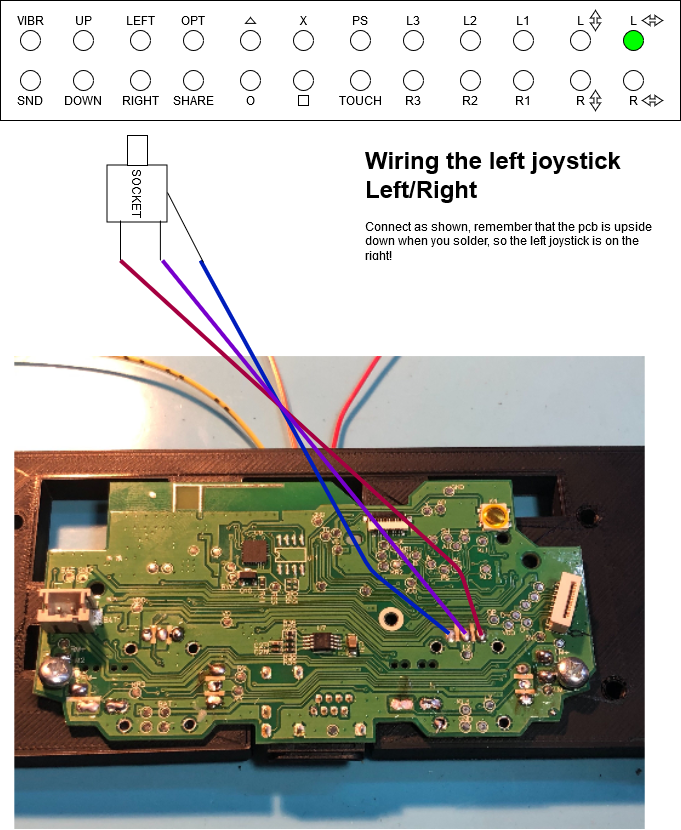 VIBR UP LEFT OPT △ X PS L3 L2 L1 L L
SND DOWN RIGHT SHARE O □ TOUCH R3 R2 R1 R R
SOCKET
Wiring the left joystick
Left/Right
Connect as shown, remember that the pcb is upside
down when you solder, so the left joystick is on the
right!